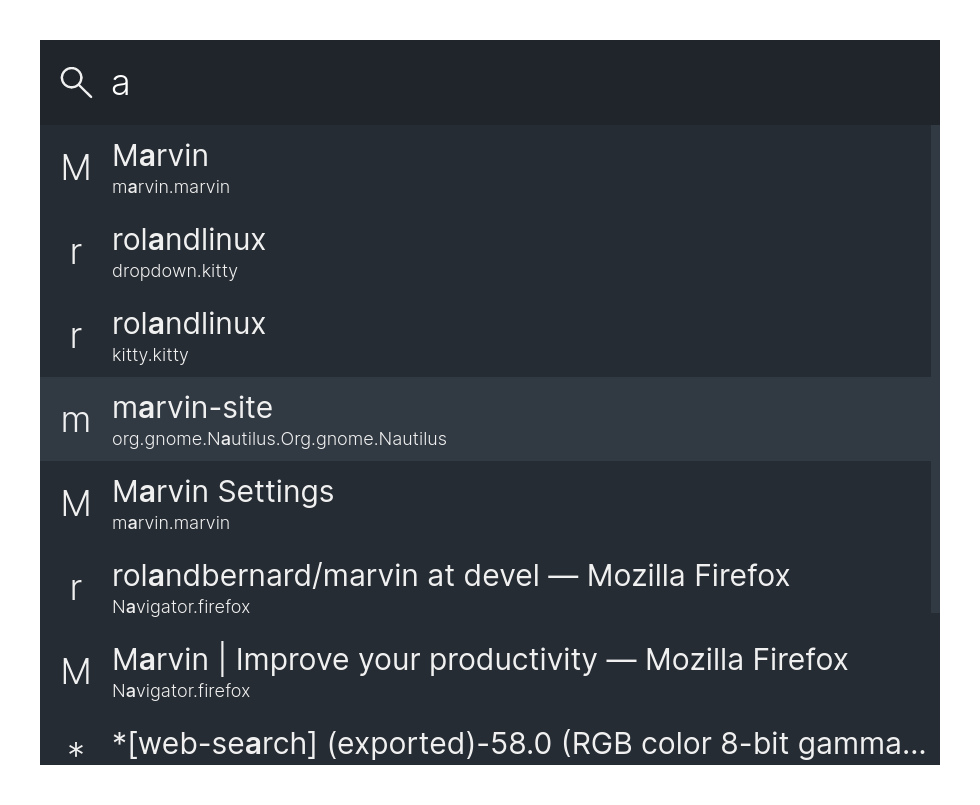 a
M Marvin
marvin.marvin
r rolandlinux
dropdown.kitty
r rolandlinux
kitty.kitty
m marvin-site
org.gnome.Nautilus.Org.gnome.Nautilus
M Marvin Settings
marvin.marvin
r rolandbernard/marvin at devel — Mozilla Firefox
Navigator.firefox
M Marvin | Improve your productivity — Mozilla Firefox
Navigator.firefox
* *[web-search] (exported)-58.0 (RGB color 8-bit gamma...